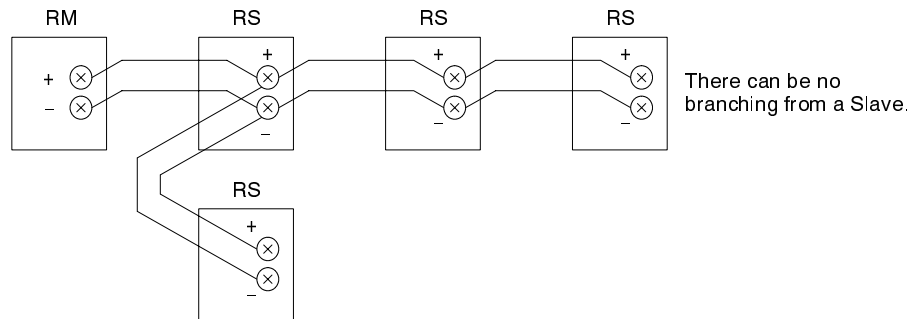 RM RS RS RS
+ + + +
– – – –
There can be no
branching from a Slave.
RS
+
–